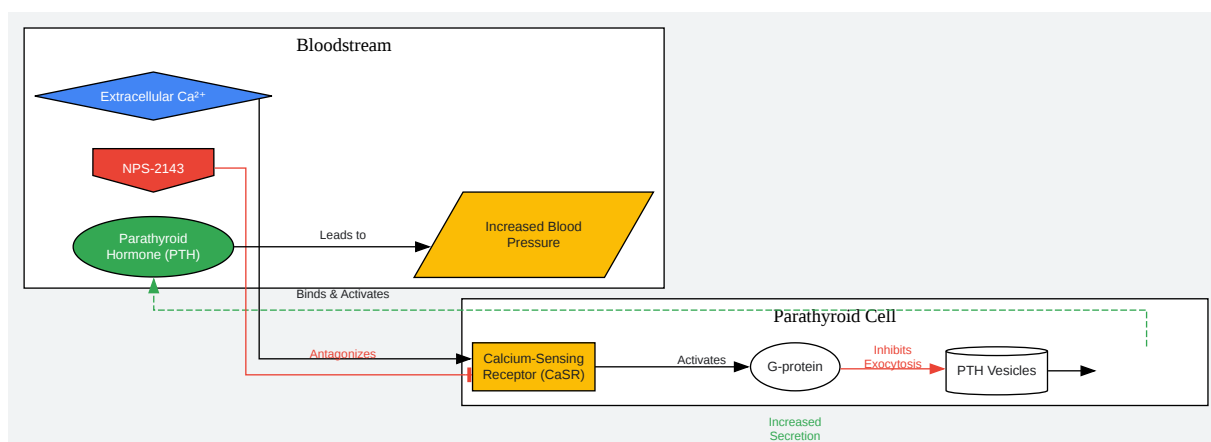 Bloodstream
Extracellular Ca²⁺
NPS-2143
Parathyroid
Hormone (PTH)
Leads to
Increased Blood
Pressure
Binds & Activates
Parathyroid Cell
Antagonizes
Calcium-Sensing
Receptor (CaSR)
Activates
G-protein
Inhibits
Exocytosis
PTH Vesicles
Increased
Secretion